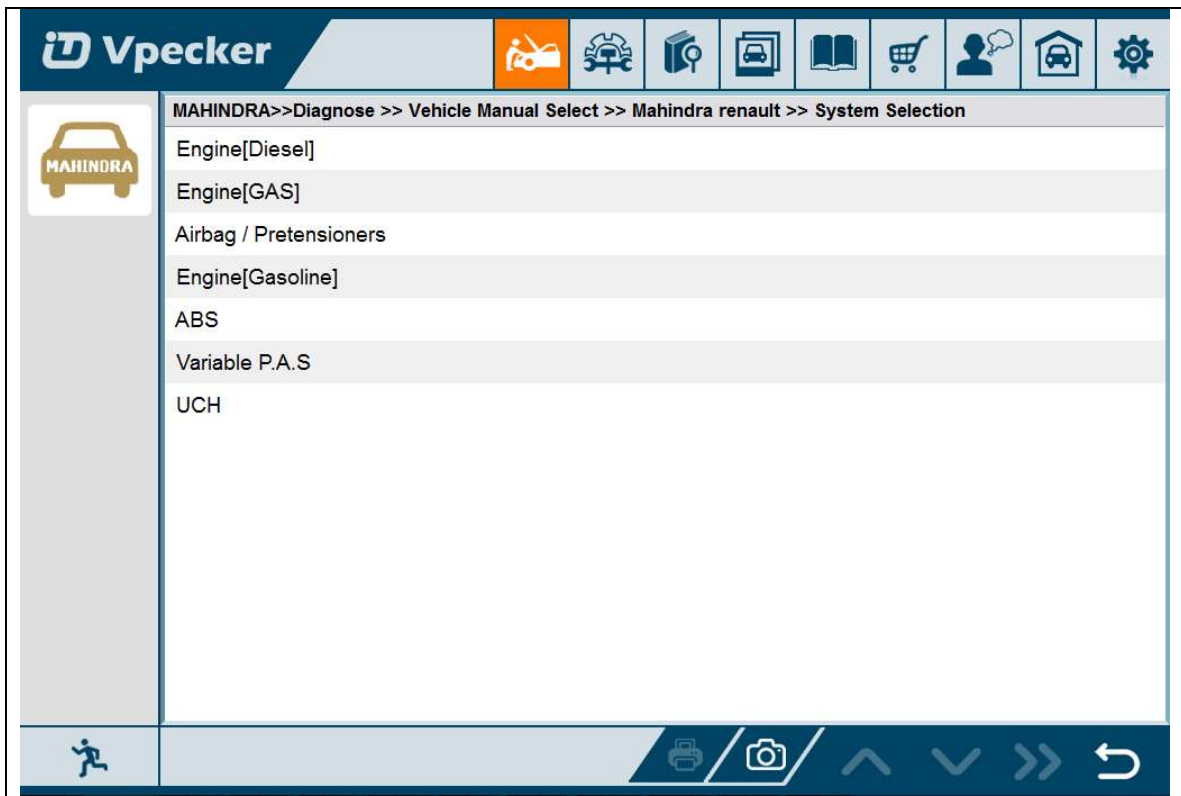 Vpecker
MAHINDRA>>Diagnose >> Vehicle Manual Select >> Mahindra renault >> System Selection
MAHINDRA
Engine[Diesel]
Engine[GAS]
Airbag / Pretensioners
Engine[Gasoline]
ABS
Variable P.A.S
UCH